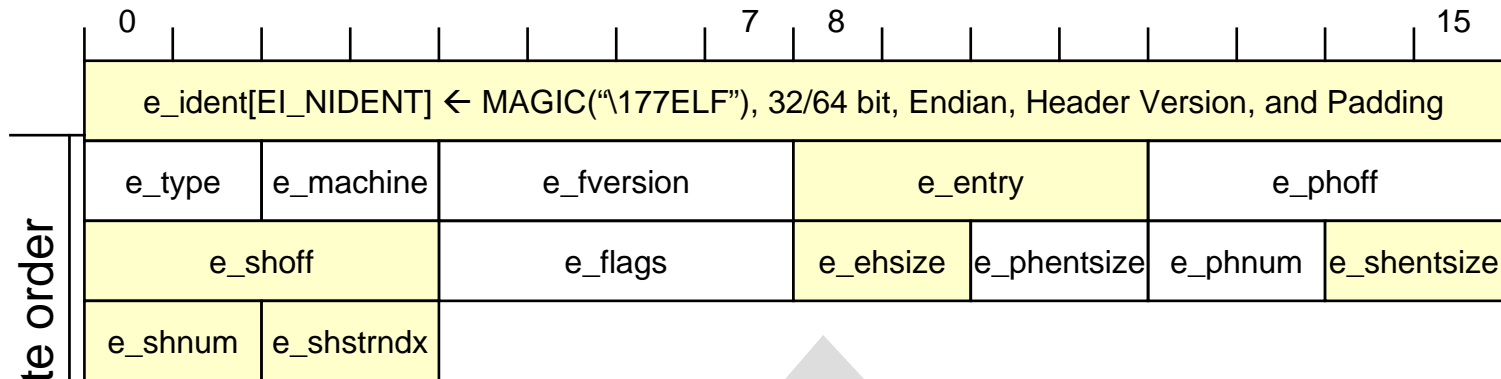 0 7 8 15
e_ident[EI_NIDENT] ← MAGIC(“\177ELF”), 32/64 bit, Endian, Header Version, and Padding
e_type e_machine e_fversion e_entry e_phoff
e_shoff e_flags e_ehsize e_phentsize e_phnum e_shentsize
e_shnum e_shstrndx
te order